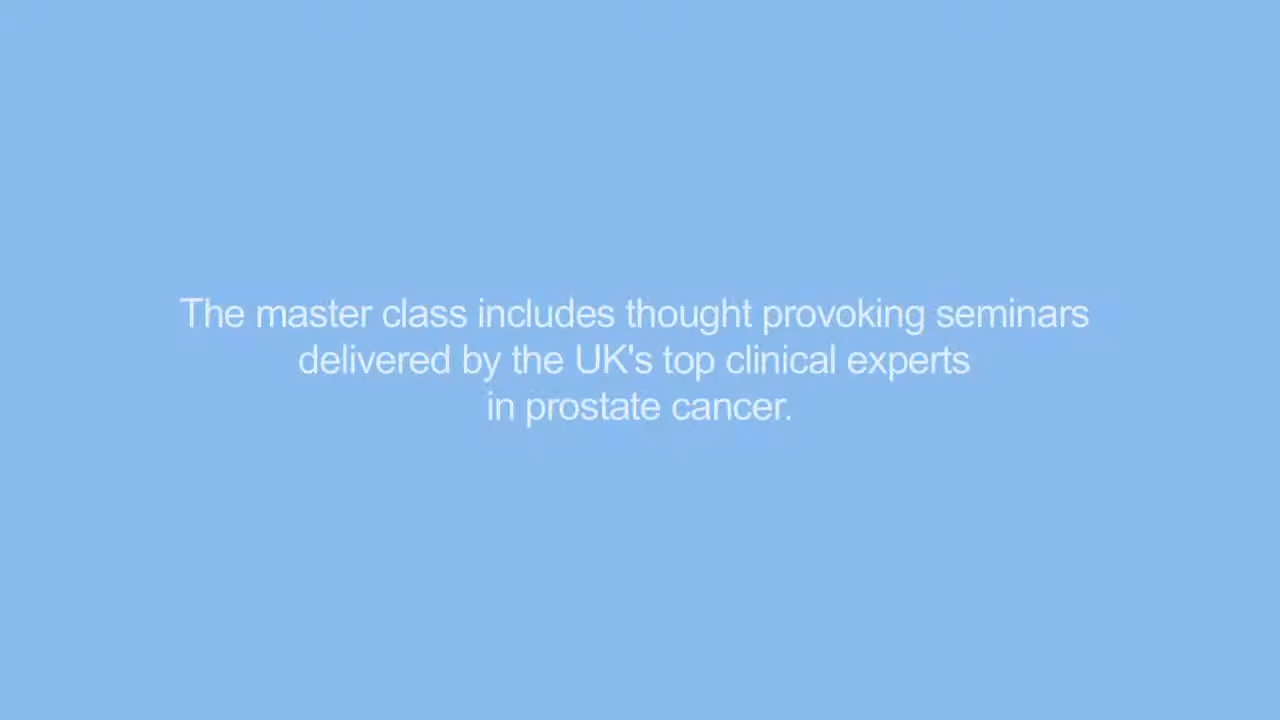 The master class includes thought provoking seminars
delivered by the UK's top clinical experts
in prostate cancer.